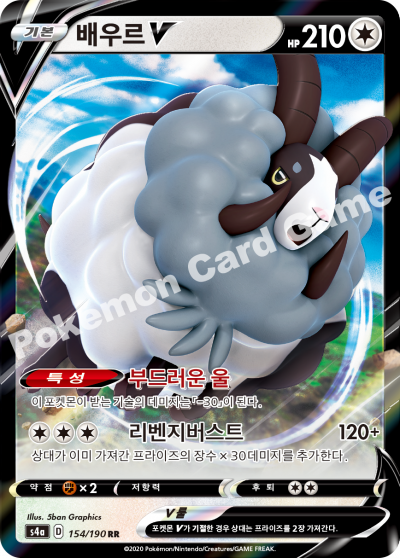 기본 배우르 V HP 210
Pokémon Card Game
특성 부드러운 울
이 포켓몬이 받는 기술의 데미지는 「-30」이 된다.
리벤지버스트 120+
상대가 이미 가져간 프라이즈의 장수 × 30데미지를 추가한다.
약점 ×2 저항력 후퇴
Illus. 5ban Graphics
s4a D 154/190 RR
V룰
포켓몬 V가 기절한 경우 상대는 프라이즈를 2장 가져간다.
©2020 Pokémon/Nintendo/Creatures/GAME FREAK.